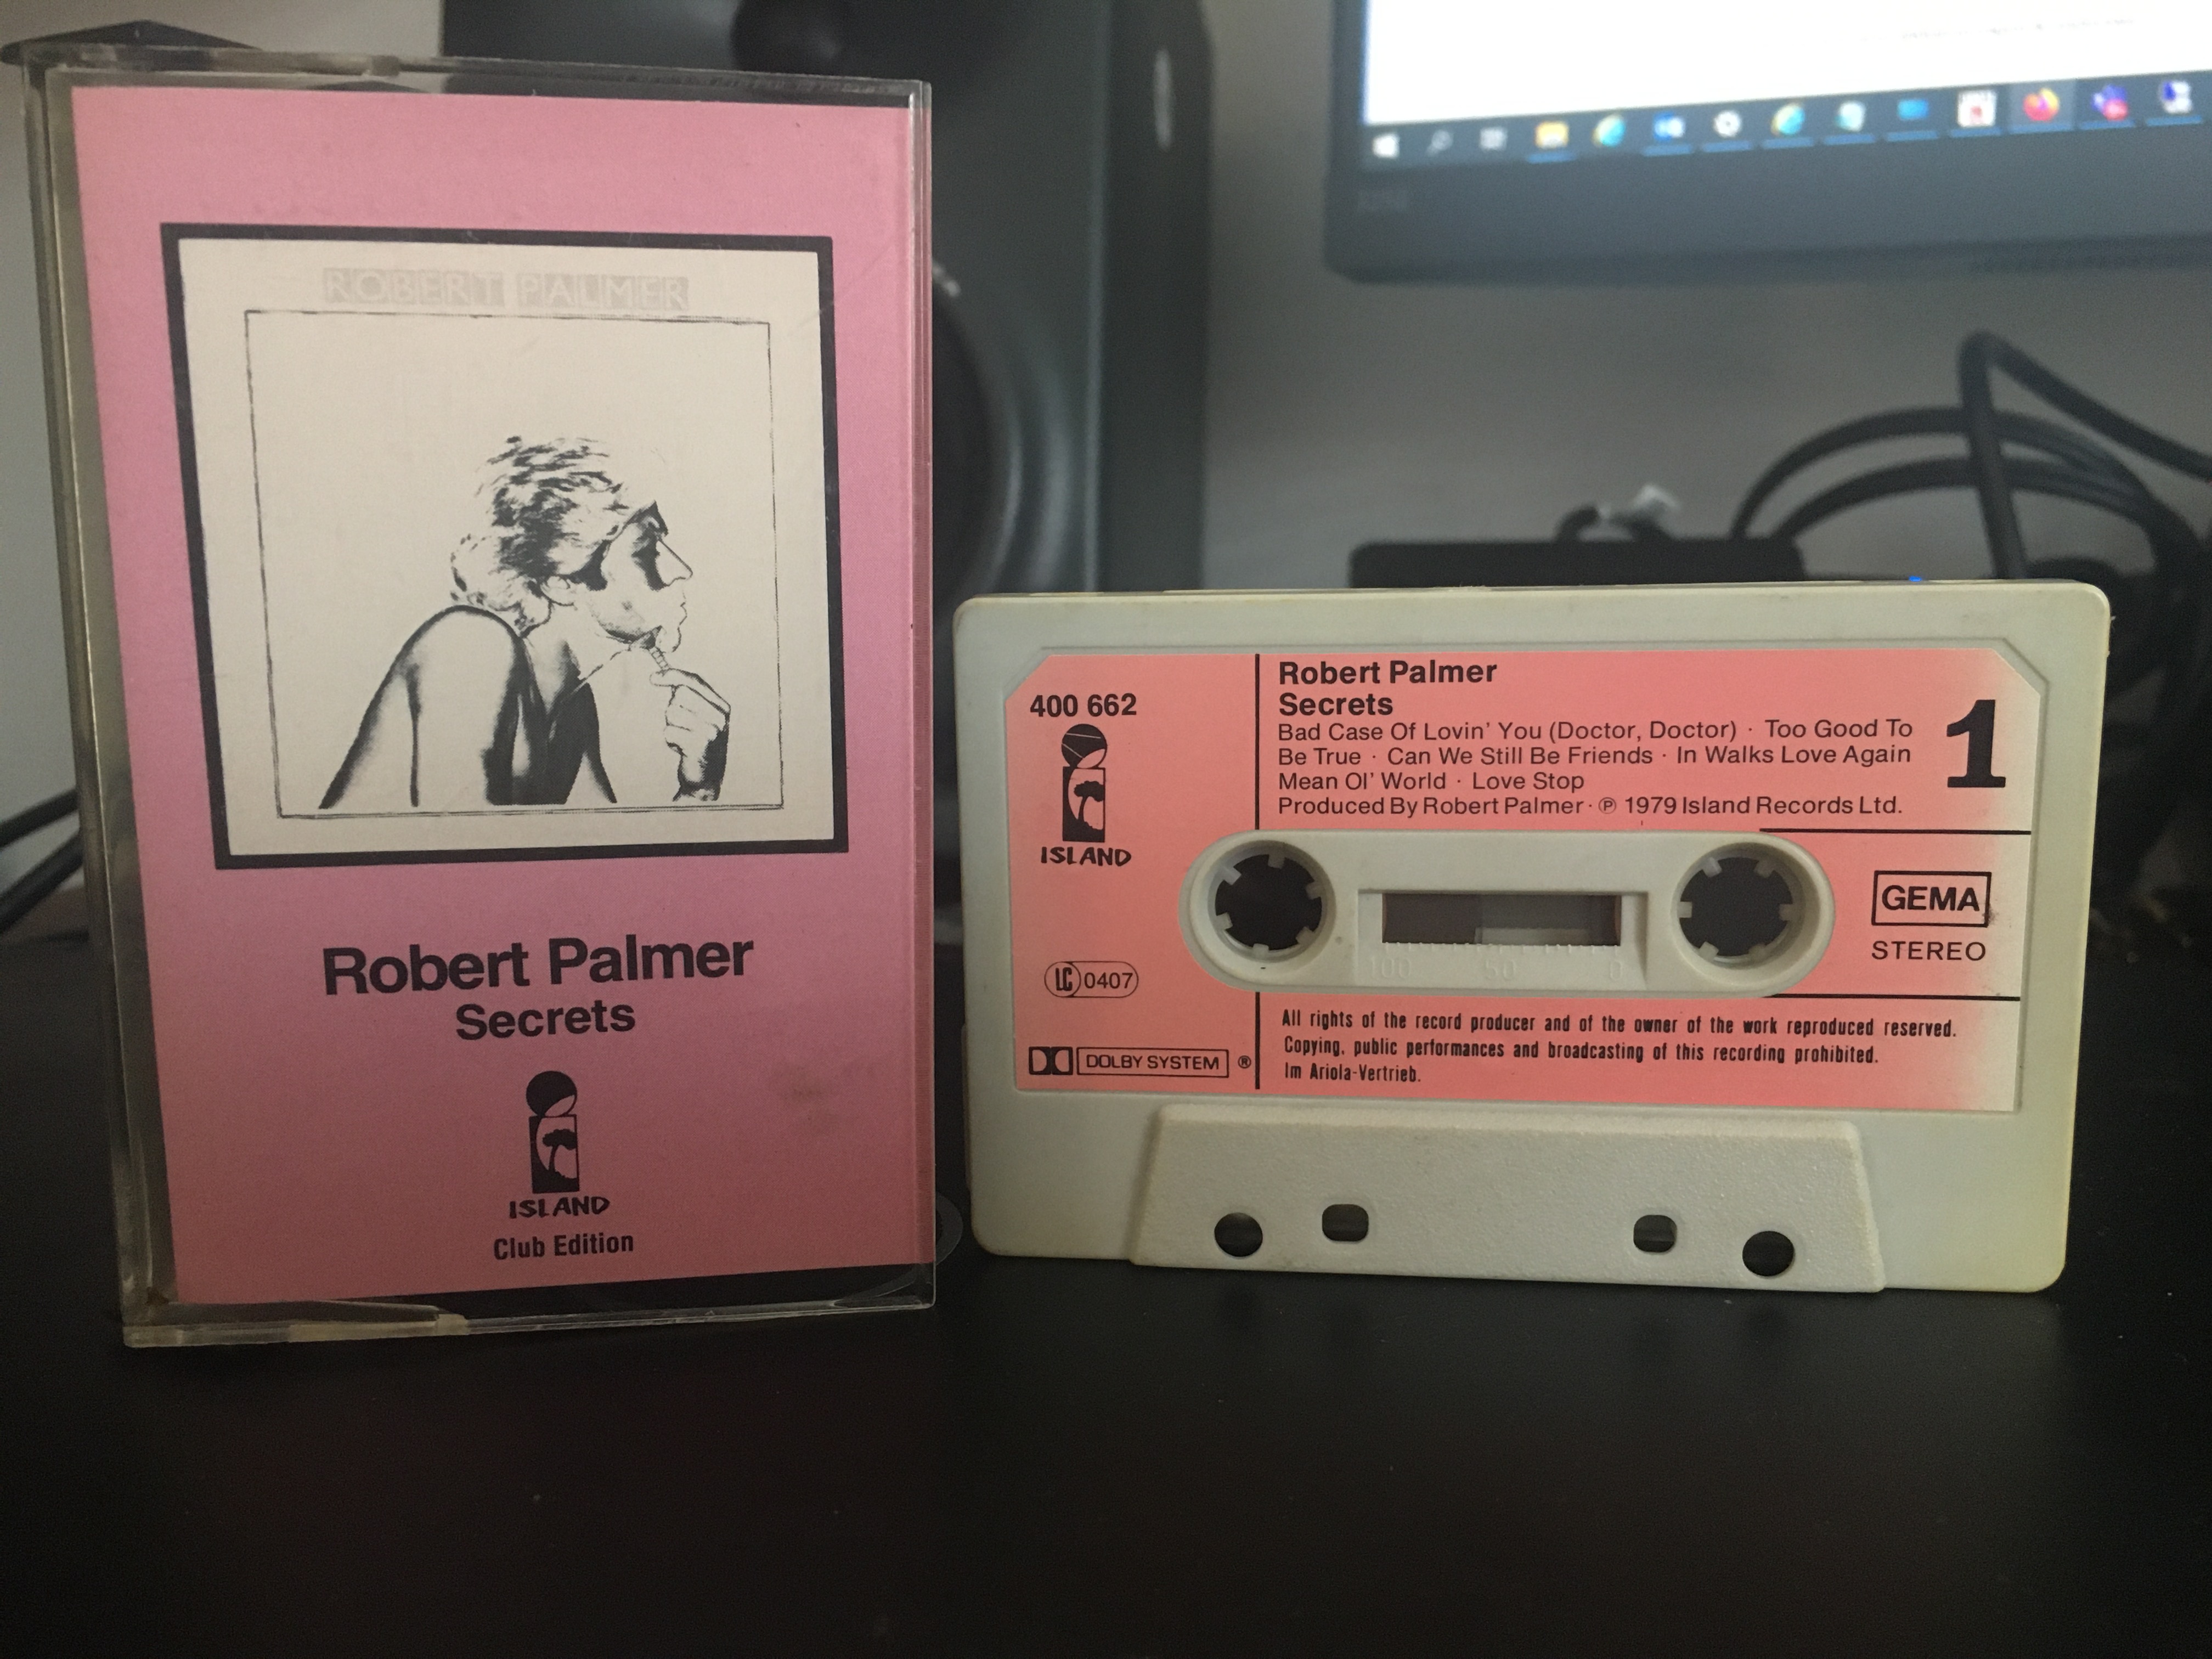 ROBERT PALMER
Robert Palmer
Secrets
ISLAND
Club Edition
400 662
ISLAND
LC 0407
DOLBY SYSTEM ®
Robert Palmer
Secrets
Bad Case Of Lovin' You (Doctor, Doctor) · Too Good To
Be True · Can We Still Be Friends · In Walks Love Again
Mean Ol' World · Love Stop
Produced By Robert Palmer · ℗ 1979 Island Records Ltd.
1
100 50 0
GEMA
STEREO
All rights of the record producer and of the owner of the work reproduced reserved.
Copying, public performances and broadcasting of this recording prohibited.
Im Ariola-Vertrieb.